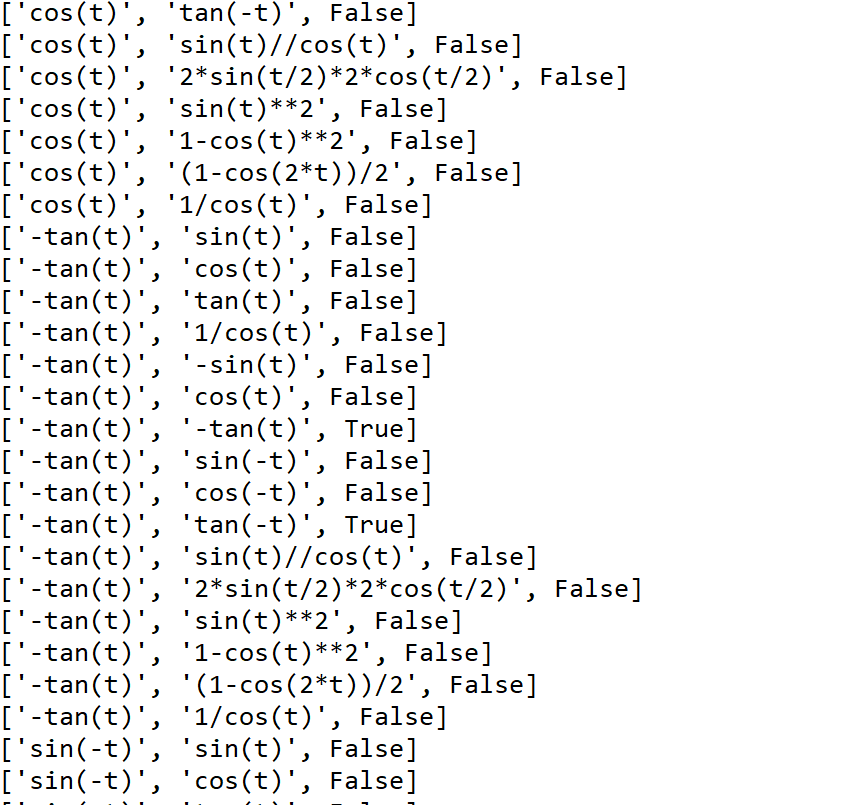 ['cos(t)', 'tan(-t)', False]
['cos(t)', 'sin(t)//cos(t)', False]
['cos(t)', '2*sin(t/2)*2*cos(t/2)', False]
['cos(t)', 'sin(t)**2', False]
['cos(t)', '1-cos(t)**2', False]
['cos(t)', '(1-cos(2*t))/2', False]
['cos(t)', '1/cos(t)', False]
['-tan(t)', 'sin(t)', False]
['-tan(t)', 'cos(t)', False]
['-tan(t)', 'tan(t)', False]
['-tan(t)', '1/cos(t)', False]
['-tan(t)', '-sin(t)', False]
['-tan(t)', 'cos(t)', False]
['-tan(t)', '-tan(t)', True]
['-tan(t)', 'sin(-t)', False]
['-tan(t)', 'cos(-t)', False]
['-tan(t)', 'tan(-t)', True]
['-tan(t)', 'sin(t)//cos(t)', False]
['-tan(t)', '2*sin(t/2)*2*cos(t/2)', False]
['-tan(t)', 'sin(t)**2', False]
['-tan(t)', '1-cos(t)**2', False]
['-tan(t)', '(1-cos(2*t))/2', False]
['-tan(t)', '1/cos(t)', False]
['sin(-t)', 'sin(t)', False]
['sin(-t)', 'cos(t)', False]